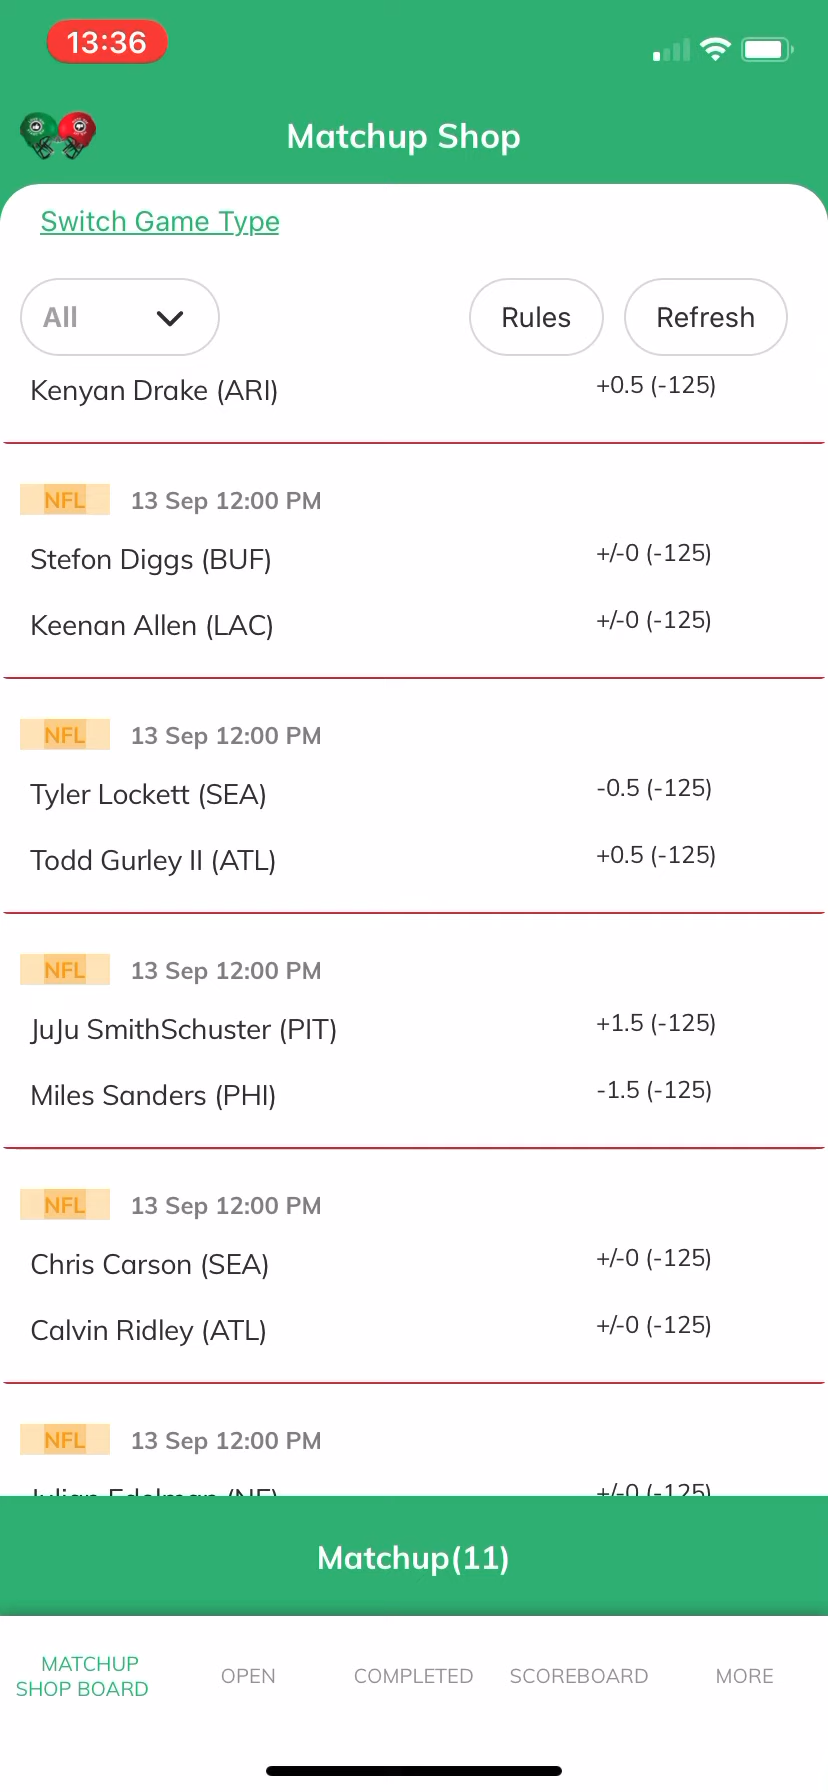 13:36
Matchup Shop
Switch Game Type
All
Rules
Refresh
Kenyan Drake (ARI) +0.5 (-125)
NFL 13 Sep 12:00 PM
Stefon Diggs (BUF) +/-0 (-125)
Keenan Allen (LAC) +/-0 (-125)
NFL 13 Sep 12:00 PM
Tyler Lockett (SEA) -0.5 (-125)
Todd Gurley II (ATL) +0.5 (-125)
NFL 13 Sep 12:00 PM
JuJu SmithSchuster (PIT) +1.5 (-125)
Miles Sanders (PHI) -1.5 (-125)
NFL 13 Sep 12:00 PM
Chris Carson (SEA) +/-0 (-125)
Calvin Ridley (ATL) +/-0 (-125)
NFL 13 Sep 12:00 PM
Julian Edelman (NE) +/-0 (-125)
Matchup(11)
MATCHUP
SHOP BOARD
OPEN
COMPLETED
SCOREBOARD
MORE